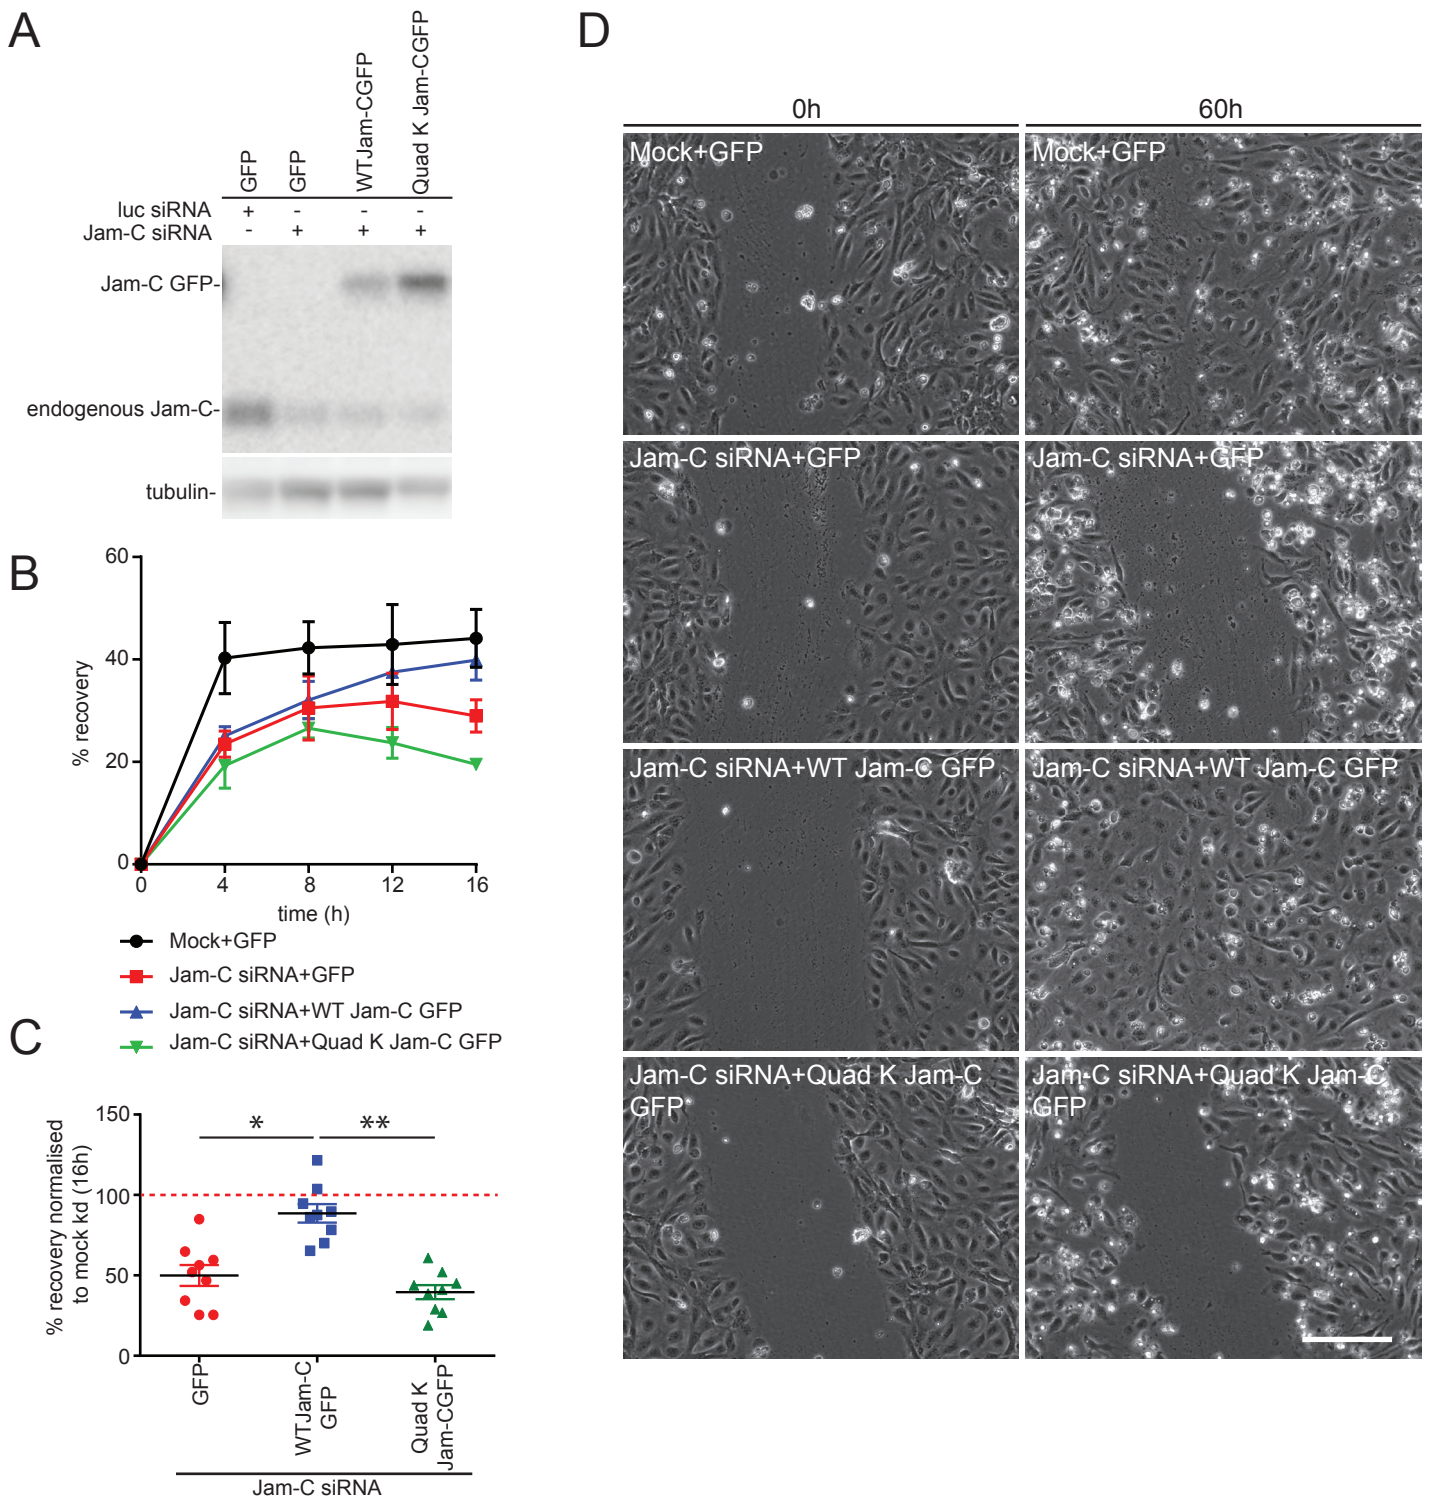 A
GFP
GFP
WTJam-CGFP
Quad K Jam-CGFP
luc siRNA + - - -
Jam-C siRNA - + + +
Jam-C GFP-
endogenous Jam-C-
tubulin-
B
60
40
20
0
% recovery
0 4 8 12 16
time (h)
Mock+GFP
Jam-C siRNA+GFP
Jam-C siRNA+WT Jam-C GFP
Jam-C siRNA+Quad K Jam-C GFP
C
% recovery normalised
to mock kd (16h)
150
100
50
0
* **
GFP
WTJam-C
GFP
Quad K
Jam-CGFP
Jam-C siRNA
D
0h 60h
Mock+GFP Mock+GFP
Jam-C siRNA+GFP Jam-C siRNA+GFP
Jam-C siRNA+WT Jam-C GFP Jam-C siRNA+WT Jam-C GFP
Jam-C siRNA+Quad K Jam-C
GFP
Jam-C siRNA+Quad K Jam-C
GFP